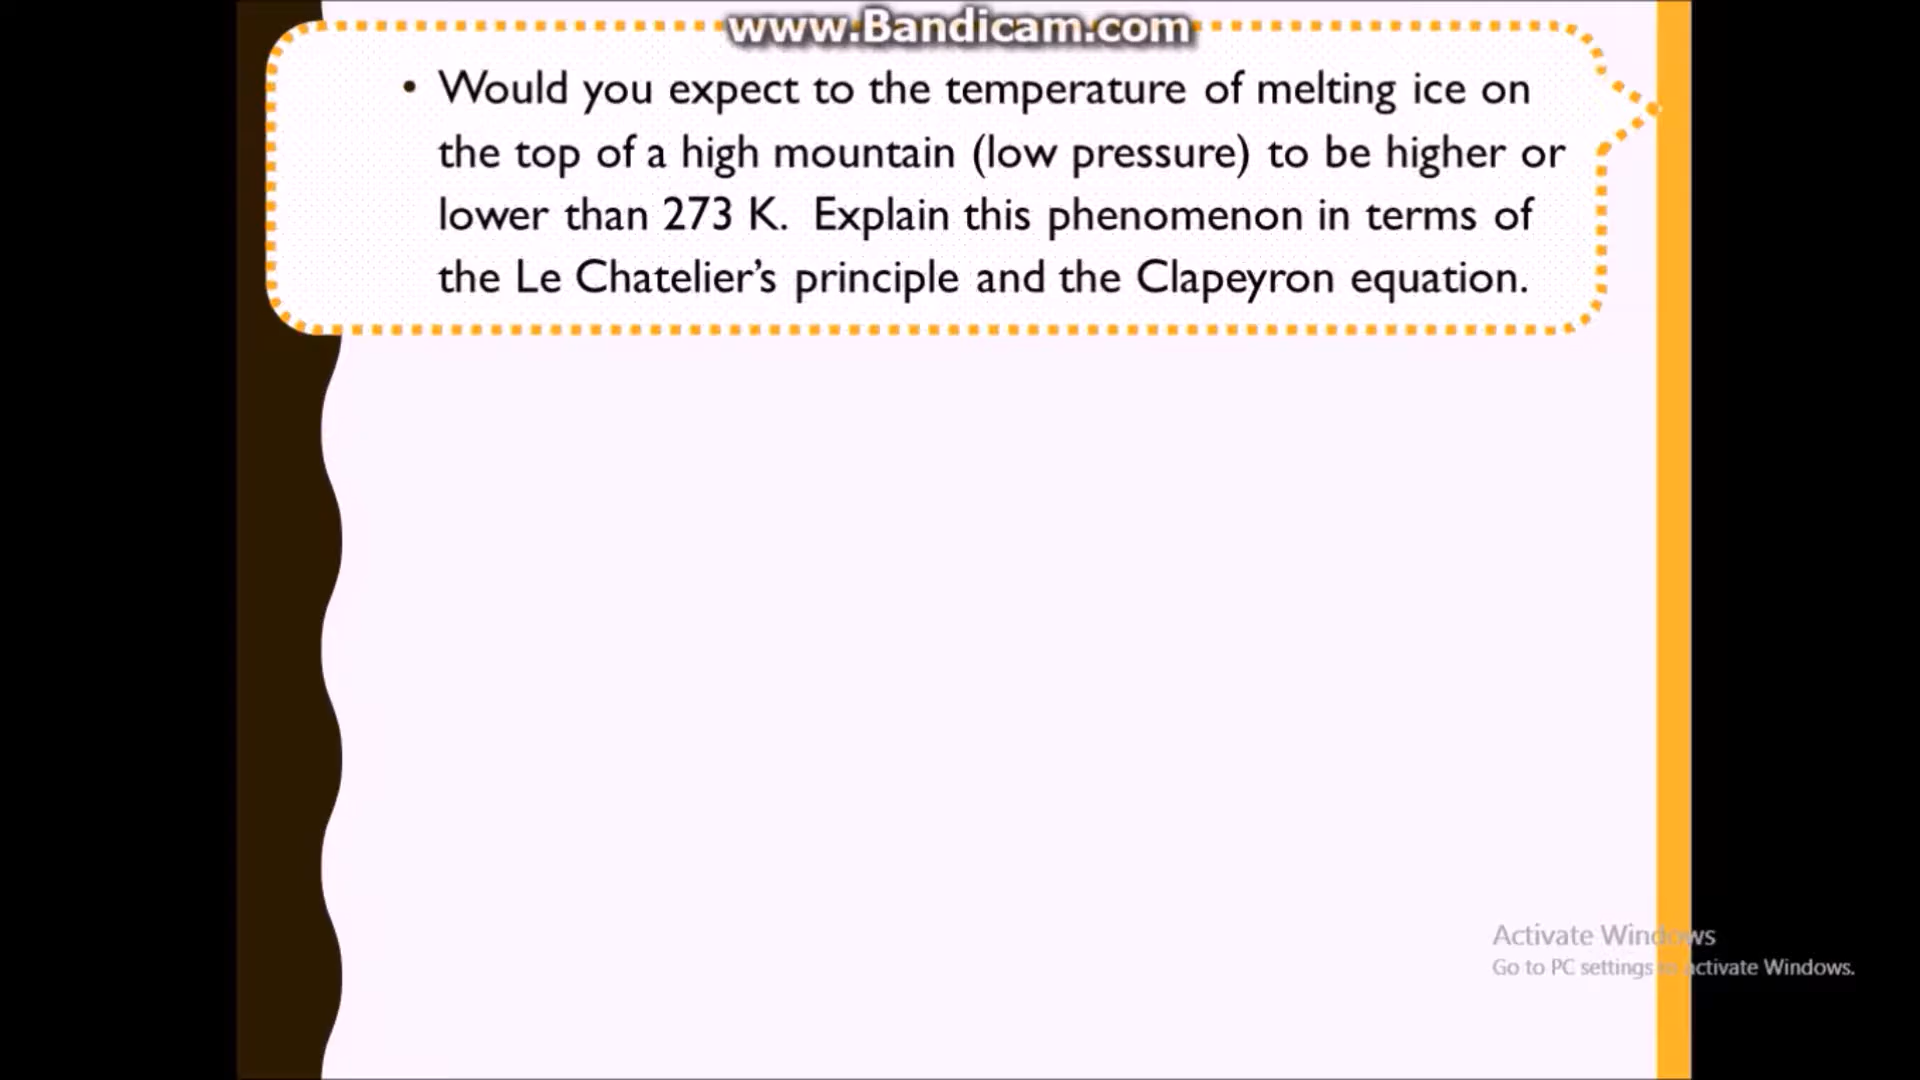 www.Bandicam.com
• Would you expect to the temperature of melting ice on
the top of a high mountain (low pressure) to be higher or
lower than 273 K. Explain this phenomenon in terms of
the Le Chatelier’s principle and the Clapeyron equation.
Activate Windows
Go to PC settings to activate Windows.